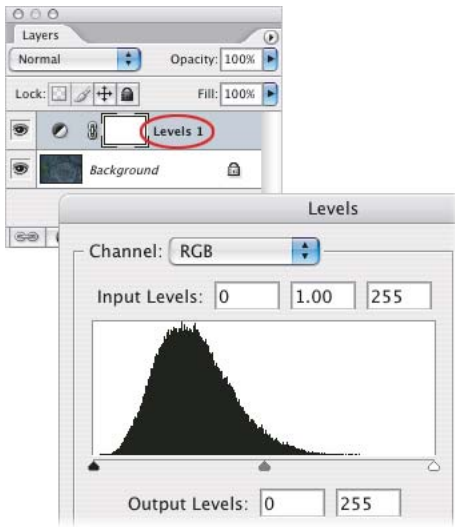 Layers
Normal Opacity: 100%
Lock: Fill: 100%
Levels 1
Background
Levels
Channel: RGB
Input Levels: 0 1.00 255
Output Levels: 0 255